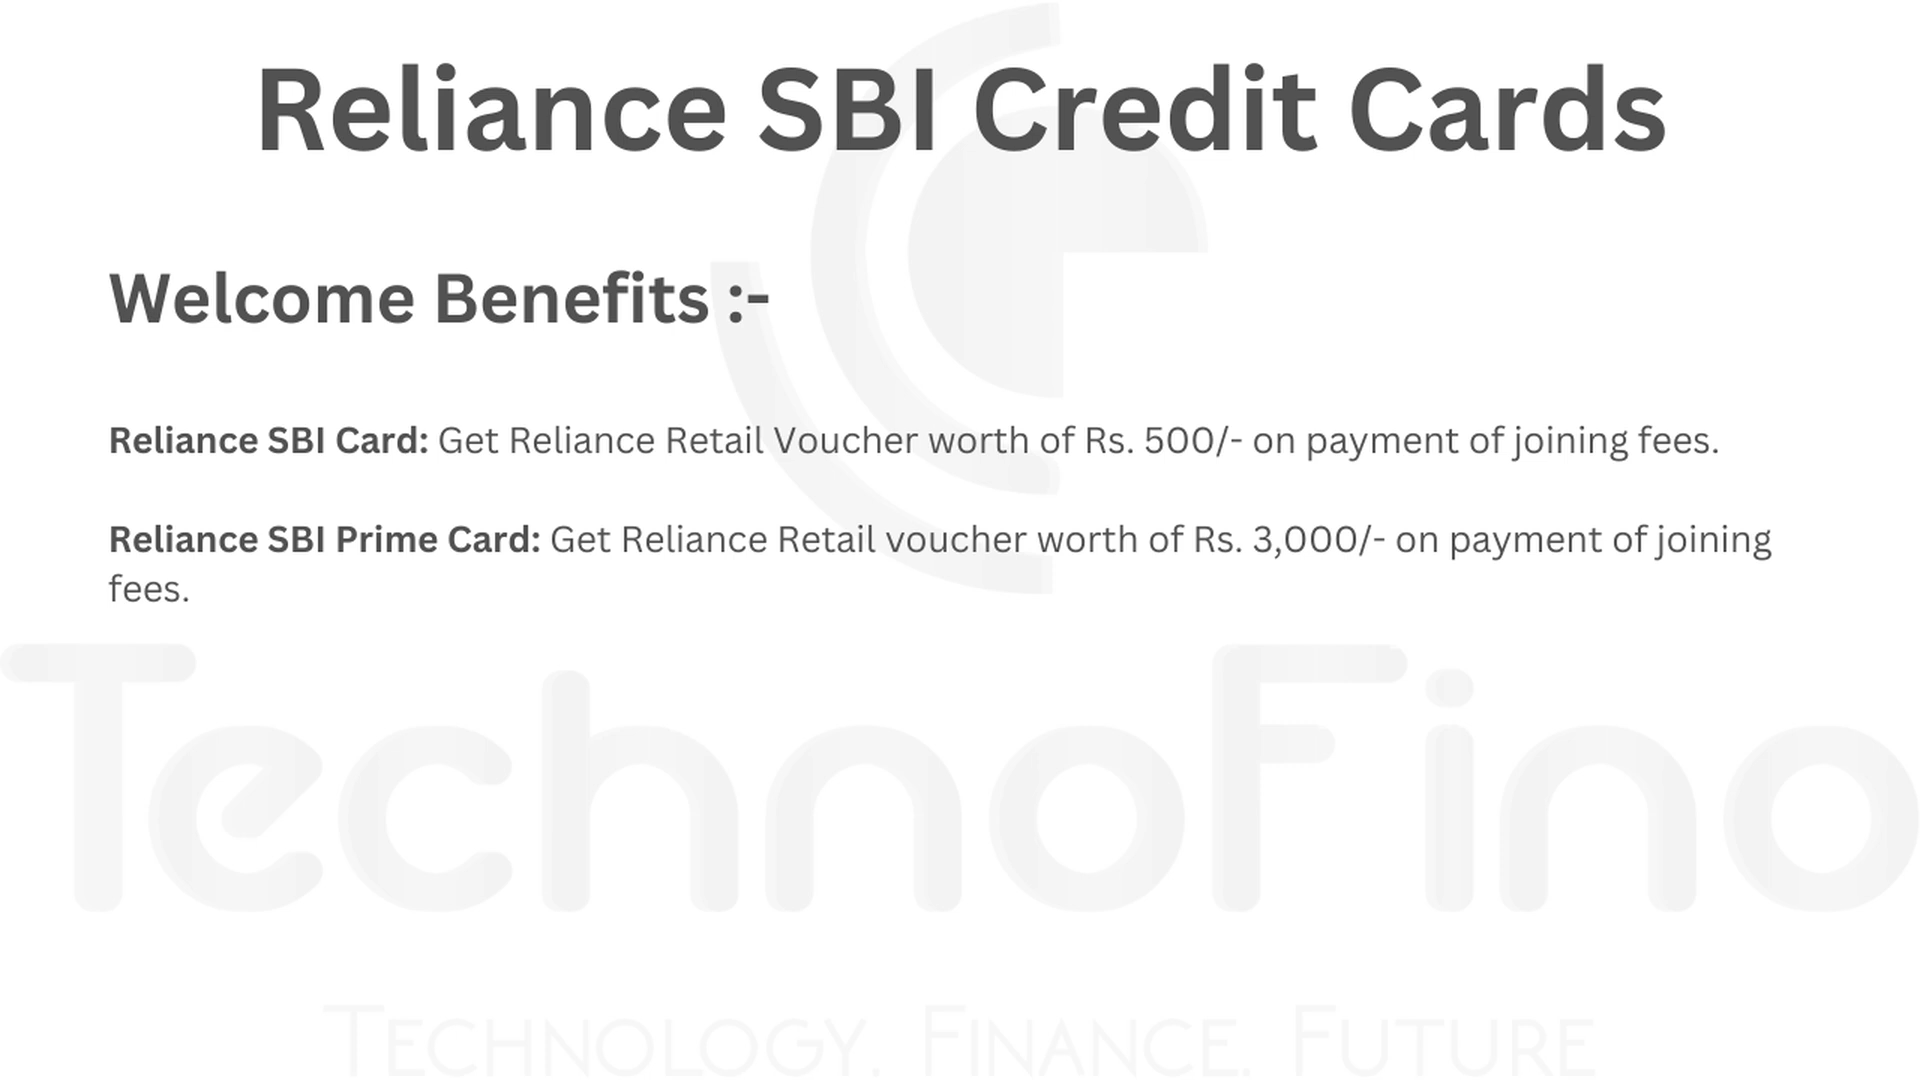 Reliance SBI Credit Cards
Welcome Benefits :-
Reliance SBI Card: Get Reliance Retail Voucher worth of Rs. 500/- on payment of joining fees.
Reliance SBI Prime Card: Get Reliance Retail voucher worth of Rs. 3,000/- on payment of joining
fees.
TechnoFino
TECHNOLOGY. FINANCE. FUTURE